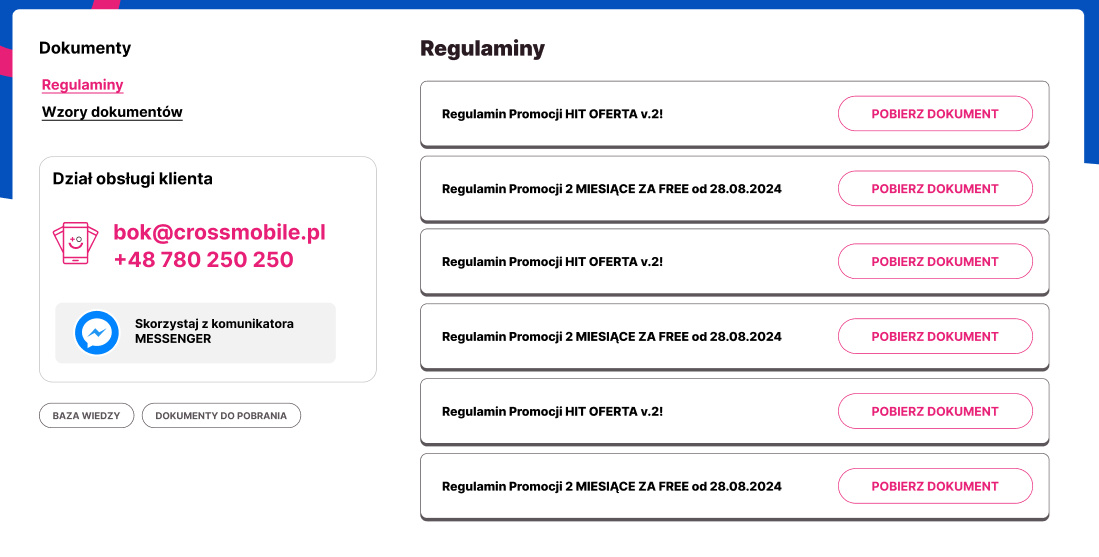 Dokumenty
Regulaminy
Wzory dokumentów
Dział obsługi klienta
bok@crossmobile.pl
+48 780 250 250
Skorzystaj z komunikatora
MESSENGER
BAZA WIEDZY
DOKUMENTY DO POBRANIA
Regulaminy
Regulamin Promocji HIT OFERTA v.2!
POBIERZ DOKUMENT
Regulamin Promocji 2 MIESIĄCE ZA FREE od 28.08.2024
POBIERZ DOKUMENT
Regulamin Promocji HIT OFERTA v.2!
POBIERZ DOKUMENT
Regulamin Promocji 2 MIESIĄCE ZA FREE od 28.08.2024
POBIERZ DOKUMENT
Regulamin Promocji HIT OFERTA v.2!
POBIERZ DOKUMENT
Regulamin Promocji 2 MIESIĄCE ZA FREE od 28.08.2024
POBIERZ DOKUMENT